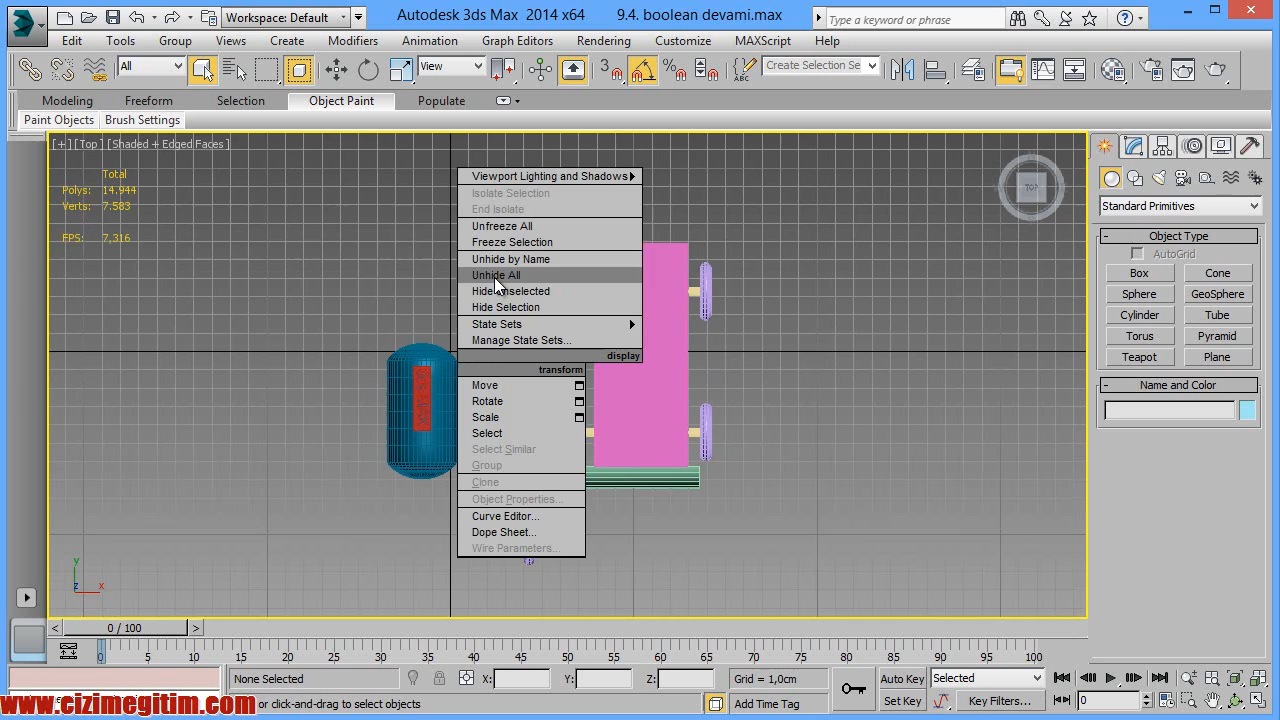 Workspace: Default
Autodesk 3ds Max 2014 x64
9.4. boolean devami.max
Type a keyword or phrase
Edit Tools Group Views Create Modifiers Animation Graph Editors Rendering Customize MAXScript Help
All
View
3
Create Selection Se
Modeling Freeform Selection Object Paint Populate
Paint Objects Brush Settings
[+] [Top] [Shaded + Edged Faces]
Total
Polys: 14.944
Verts: 7.583
FPS: 7,316
TOP
Viewport Lighting and Shadows
Isolate Selection
End Isolate
Unfreeze All
Freeze Selection
Unhide by Name
Unhide All
Hide Selection
State Sets
Manage State Sets...
display
transform
Move
Rotate
Scale
Select
Select Similar
Group
Clone
Object Properties...
Curve Editor...
Dope Sheet...
Wire Parameters...
Standard Primitives
Object Type
AutoGrid
Box Cone
Sphere GeoSphere
Cylinder Tube
Torus Pyramid
Teapot Plane
Name and Color
y
z x
0 / 100
0 5 10 15 20 25 30 35 40 45 50 55 60 65 70 75 80 85 90 95 100
None Selected
X: Y: Z:
Grid = 1,0cm
Auto Key
Selected
www.cizimegitim.com
or click-and-drag to select objects
Add Time Tag
Set Key
Key Filters...
0